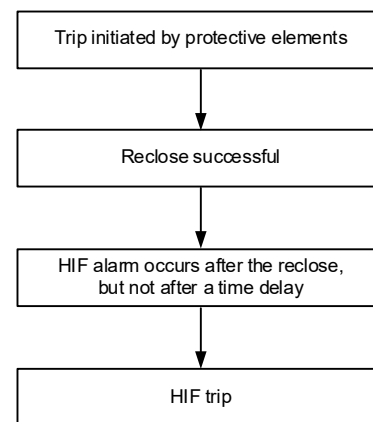 Trip initiated by protective elements
Reclose successful
HIF alarm occurs after the reclose,
but not after a time delay
HIF trip